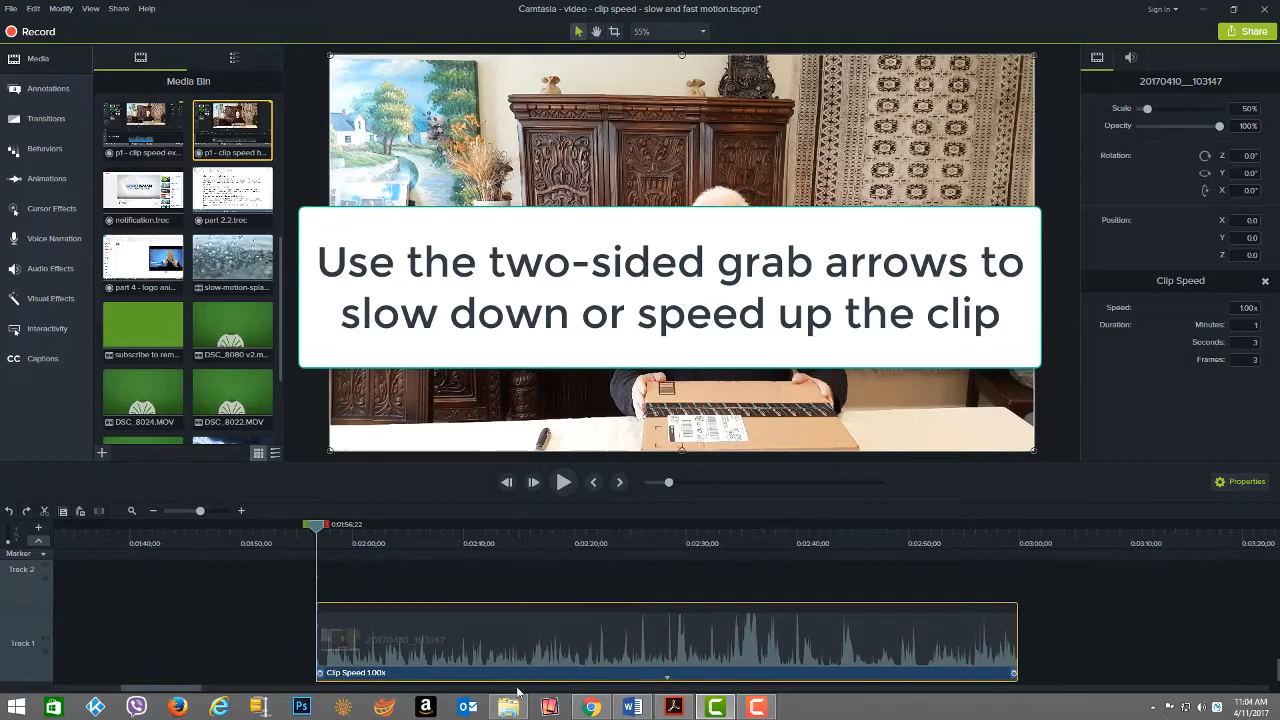 File Edit Modify View Share Help
Camtasia - video - clip speed - slow and fast motion.tscproj*
Sign In
Record
55%
Share
Media
Annotations
Transitions
Behaviors
Animations
Cursor Effects
Voice Narration
Audio Effects
Visual Effects
Interactivity
CC Captions
Media Bin
p1 - clip speed ex...
p1 - clip speed h...
notification.trec
part 2.2.trec
part 4 - logo ani...
slow-motion-spla...
subscribe to rem...
DSC_8080 v2.m...
DSC_8024.MOV
DSC_8022.MOV
Use the two-sided grab arrows to
slow down or speed up the clip
20170410__103147
Scale 50%
Opacity 100%
Rotation: Z 0.0°
Y 0.0°
X 0.0°
Position: X 0.0
Y 0.0
Z 0.0
Clip Speed
Speed: 1.00x
Duration: Minutes: 1
Seconds: 3
Frames: 3
Properties
0:01:56;22
0:01:40;00 0:01:50;00 0:02:00;00 0:02:10;00 0:02:20;00 0:02:30;00 0:02:40;00 0:02:50;00 0:03:00;00 0:03:10;00 0:03:20;00
Marker
Track 2
Track 1
20170410_103147
Clip Speed 1.00x
Ps
a
11:04 AM
4/11/2017